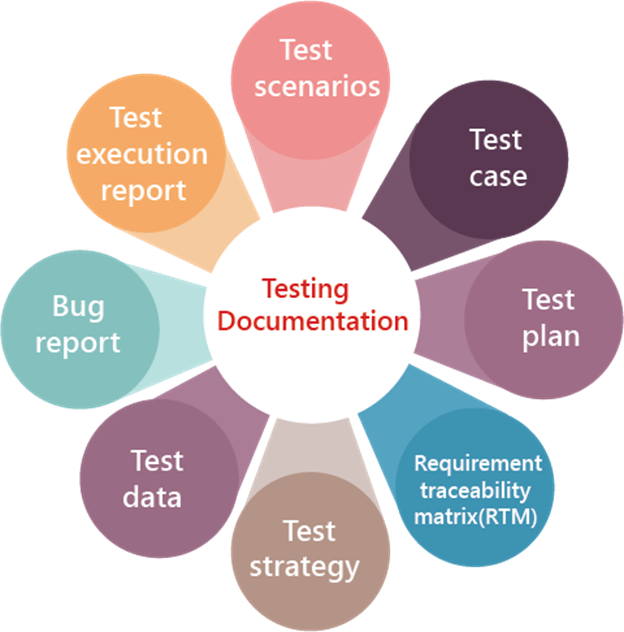 Test
scenarios
Test
case
Test
plan
Requirement
traceability
matrix(RTM)
Test
strategy
Test
data
Bug
report
Test
execution
report
Testing
Documentation